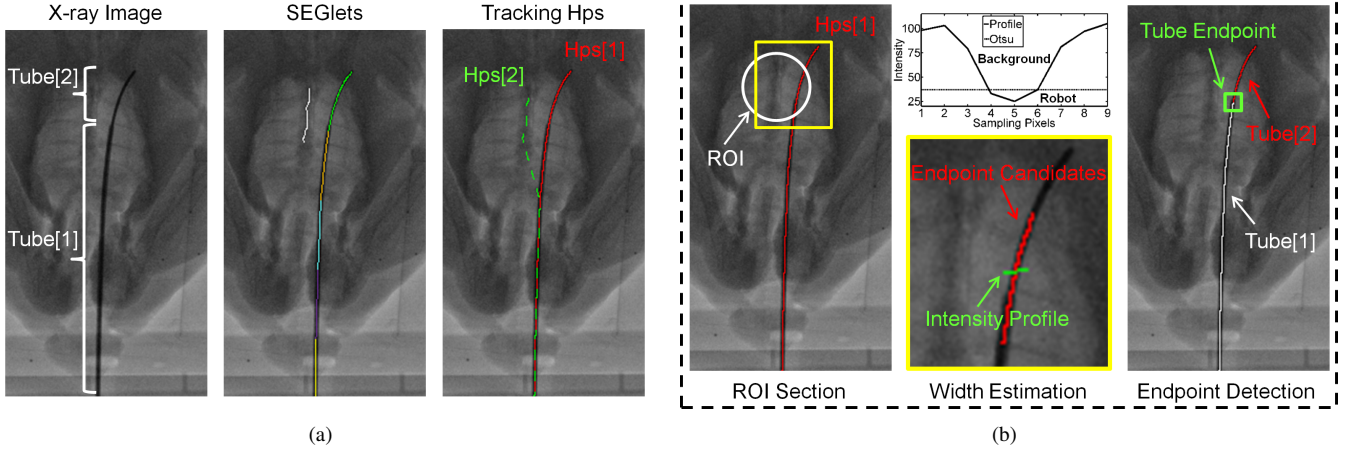 X-ray Image
SEGlets
Tracking Hps
Tube[2]
Tube[1]
Hps[1]
Hps[2]
(a)
Hps[1]
ROI
ROI Section
Intensity
100
75
50
25
Profile
Otsu
Background
Robot
1 2 3 4 5 6 7 8 9
Sampling Pixels
Endpoint Candidates
Intensity Profile
Width Estimation
Tube Endpoint
Tube[2]
Tube[1]
Endpoint Detection
(b)